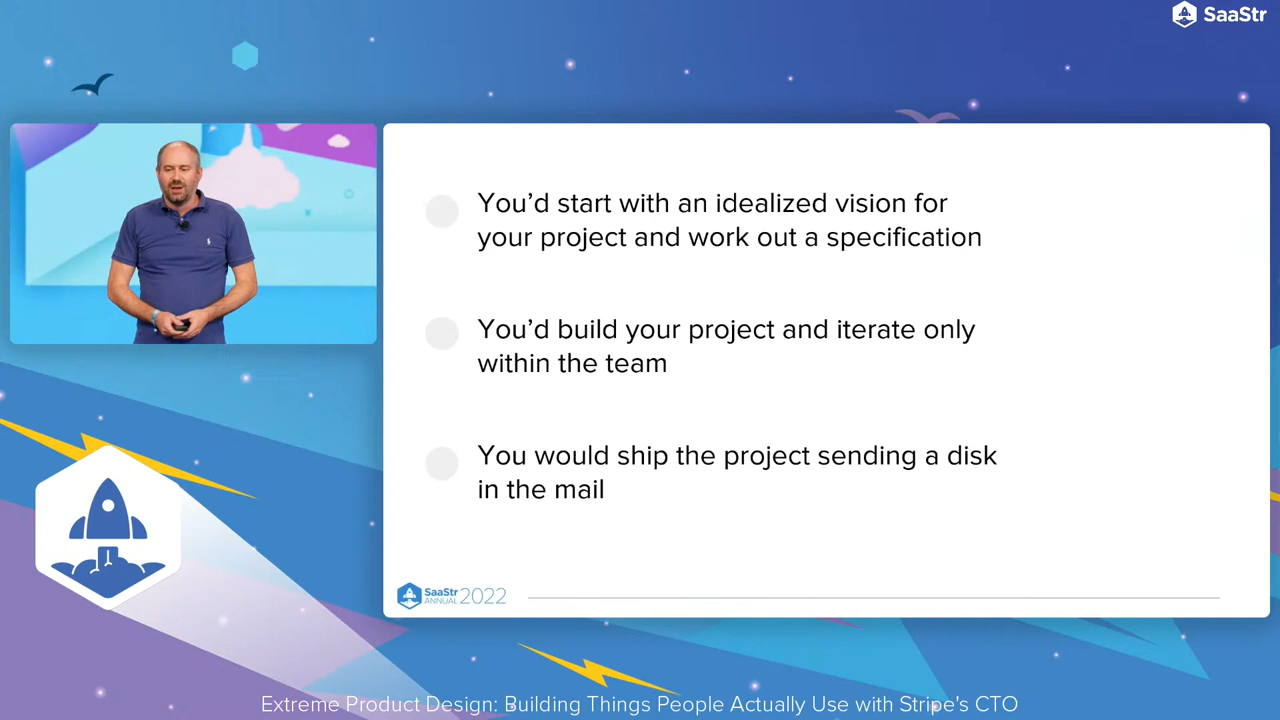 SaaStr
You'd start with an idealized vision for
your project and work out a specification
You'd build your project and iterate only
within the team
You would ship the project sending a disk
in the mail
SaaStr
ANNUAL 2022
Extreme Product Design: Building Things People Actually Use with Stripe's CTO